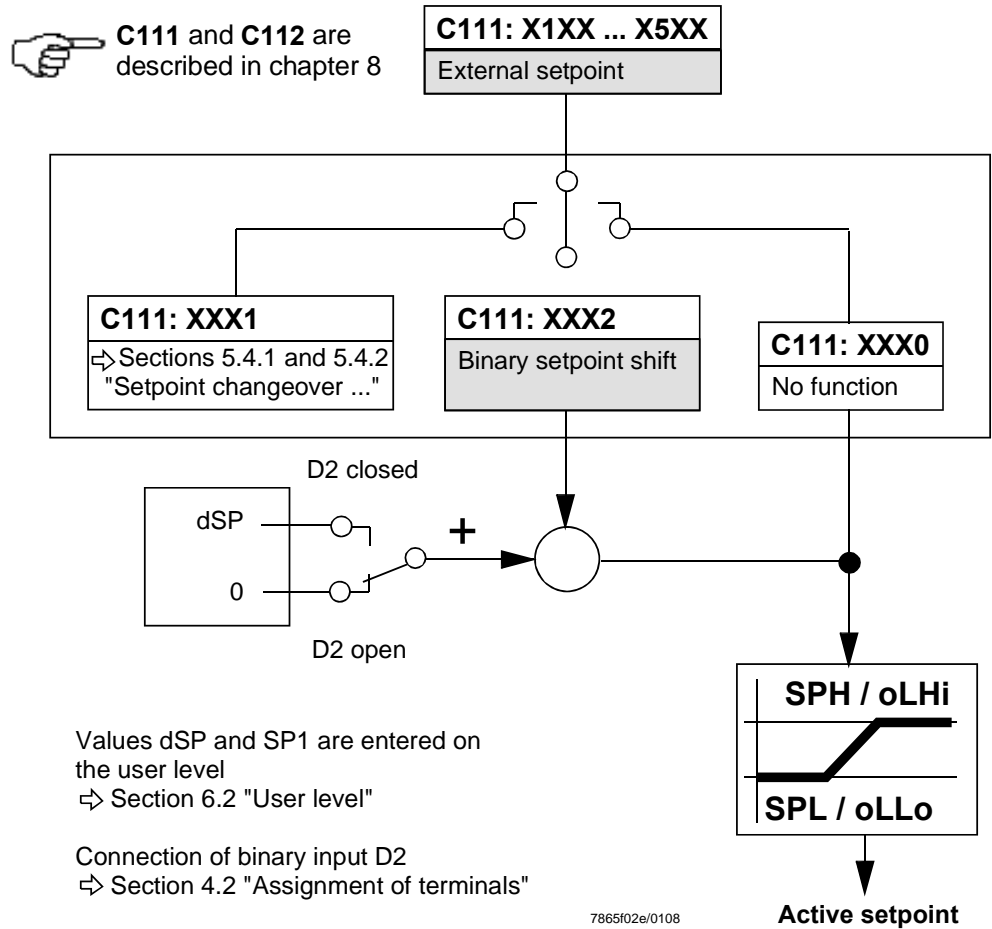 C111 and C112 are
described in chapter 8
C111: X1XX ... X5XX
External setpoint
C111: XXX1
⇨ Sections 5.4.1 and 5.4.2
"Setpoint changeover ..."
C111: XXX2
Binary setpoint shift
C111: XXX0
No function
D2 closed
dSP
+
0
D2 open
SPH / oLHi
SPL / oLLo
Values dSP and SP1 are entered on
the user level
⇨ Section 6.2 "User level"
Connection of binary input D2
⇨ Section 4.2 "Assignment of terminals"
7865f02e/0108
Active setpoint